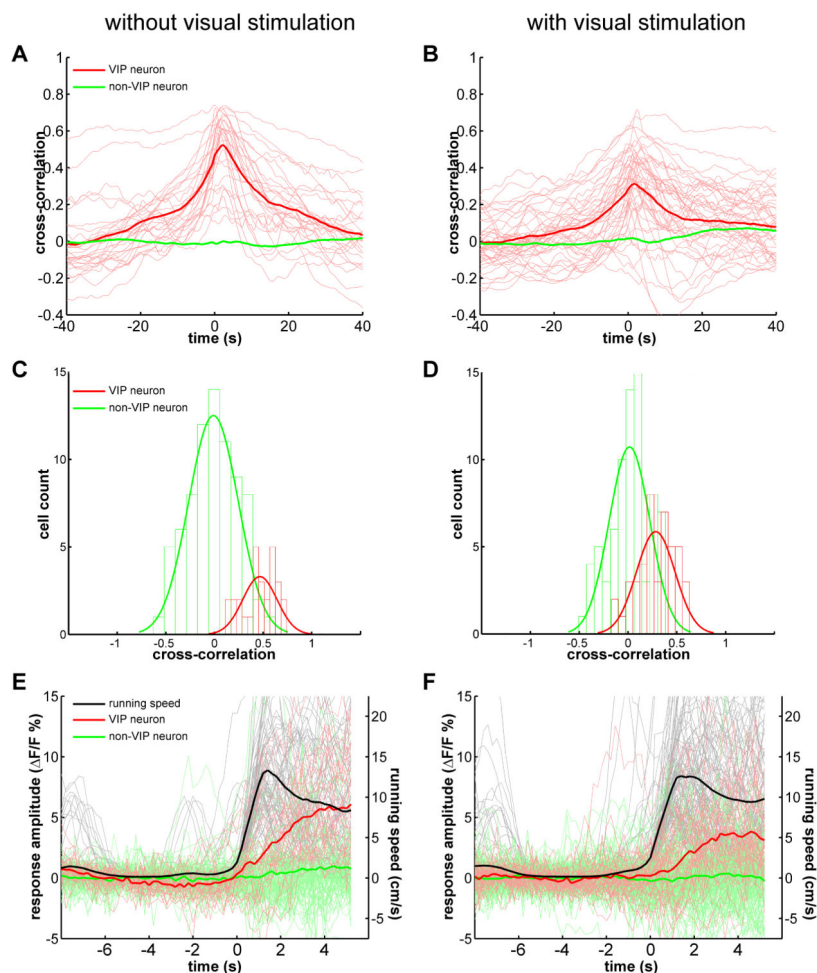 without visual stimulation
with visual stimulation
A
1
0.8
0.6
0.4
0.2
0
-0.2
-0.4
cross-correlation
VIP neuron
non-VIP neuron
-40
-20
0
20
40
time (s)
B
1
0.8
0.6
0.4
0.2
0
-0.2
-0.4
cross-correlation
-40
-20
0
20
40
time (s)
C
15
10
5
0
cell count
VIP neuron
non-VIP neuron
-1
-0.5
0
0.5
1
cross-correlation
D
15
10
5
0
cell count
-1
-0.5
0
0.5
1
cross-correlation
E
15
10
5
0
-5
response amplitude (ΔF/F %)
running speed
VIP neuron
non-VIP neuron
20
15
10
5
0
-5
running speed (cm/s)
-8
-6
-4
-2
0
2
4
time (s)
F
15
10
5
0
-5
response amplitude (ΔF/F %)
20
15
10
5
0
-5
running speed (cm/s)
-8
-6
-4
-2
0
2
4
time (s)